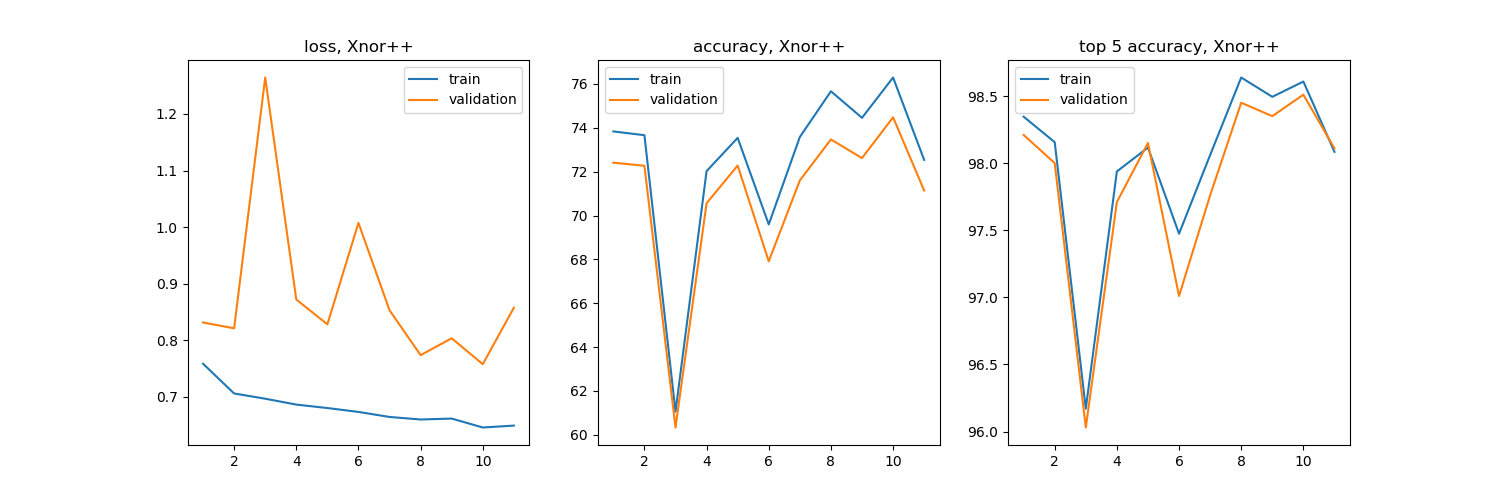 loss, Xnor++
train
validation
1.2
1.1
1.0
0.9
0.8
0.7
2 4 6 8 10
accuracy, Xnor++
train
validation
76
74
72
70
68
66
64
62
60
2 4 6 8 10
top 5 accuracy, Xnor++
train
validation
98.5
98.0
97.5
97.0
96.5
96.0
2 4 6 8 10